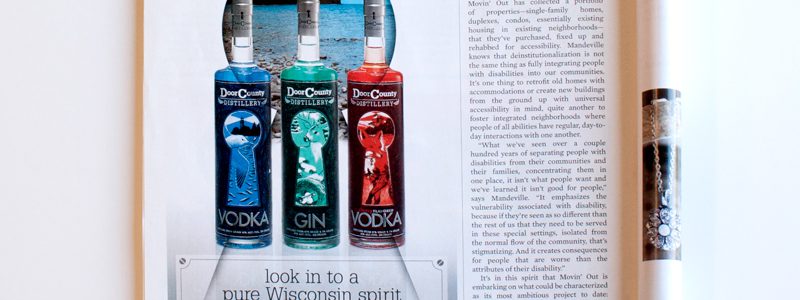 Door County
DISTILLERY
VODKA
Door County
DISTILLERY
GIN
Door County
DISTILLERY
VODKA
look in to a
pure Wisconsin spirit
Movin' Out has collected a portfolio
of properties—single-family homes,
duplexes, condos, essentially existing
housing in existing neighborhoods—
that they've purchased, fixed up and
rehabbed for accessibility. Mandeville
knows that deinstitutionalization is not
the same thing as fully integrating people
with disabilities into our communities.
It's one thing to retrofit old homes with
accommodations or create new buildings
from the ground up with universal
accessibility in mind, quite another to
foster integrated neighborhoods where
people of all abilities have regular, day-to-
day interactions with one another.
"What we've seen over a couple
hundred years of separating people with
disabilities from their communities and
their families, concentrating them in
one place, it isn't what people want and
we've learned it isn't good for people,"
says Mandeville. "It emphasizes the
vulnerability associated with disability,
because if they're seen as so different than
the rest of us that they need to be served
in these special settings, isolated from
the normal flow of the community, that's
stigmatizing. And it creates consequences
for people that are worse than the
attributes of their disability."
It's in this spirit that Movin' Out is
embarking on what could be characterized
as its most ambitious project to date: